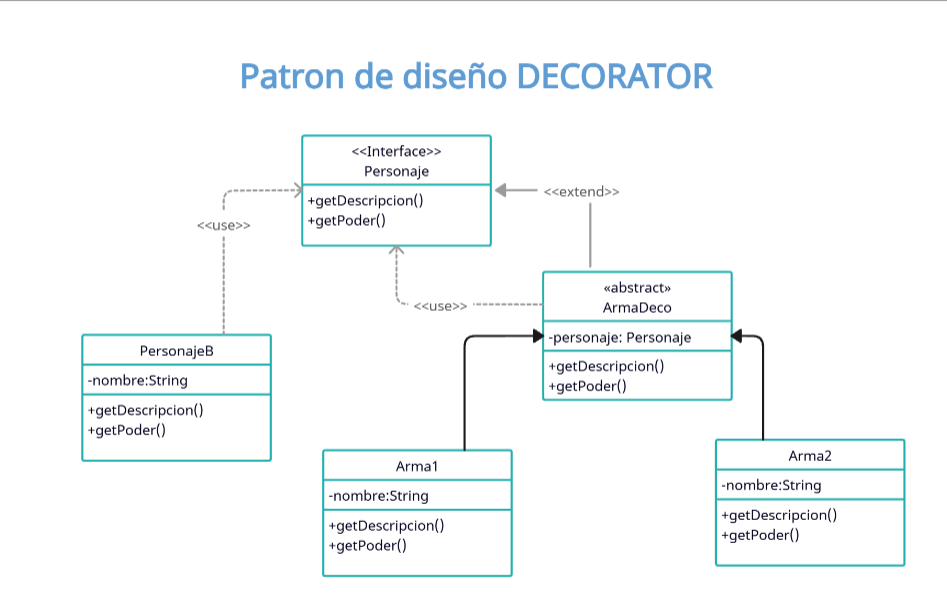 Patron de diseño DECORATOR
<<Interface>>
Personaje
+getDescripcion()
+getPoder()
<<extend>>
<<use>>
<<use>>
«abstract»
ArmaDeco
-personaje: Personaje
+getDescripcion()
+getPoder()
PersonajeB
-nombre:String
+getDescripcion()
+getPoder()
Arma1
-nombre:String
+getDescripcion()
+getPoder()
Arma2
-nombre:String
+getDescripcion()
+getPoder()